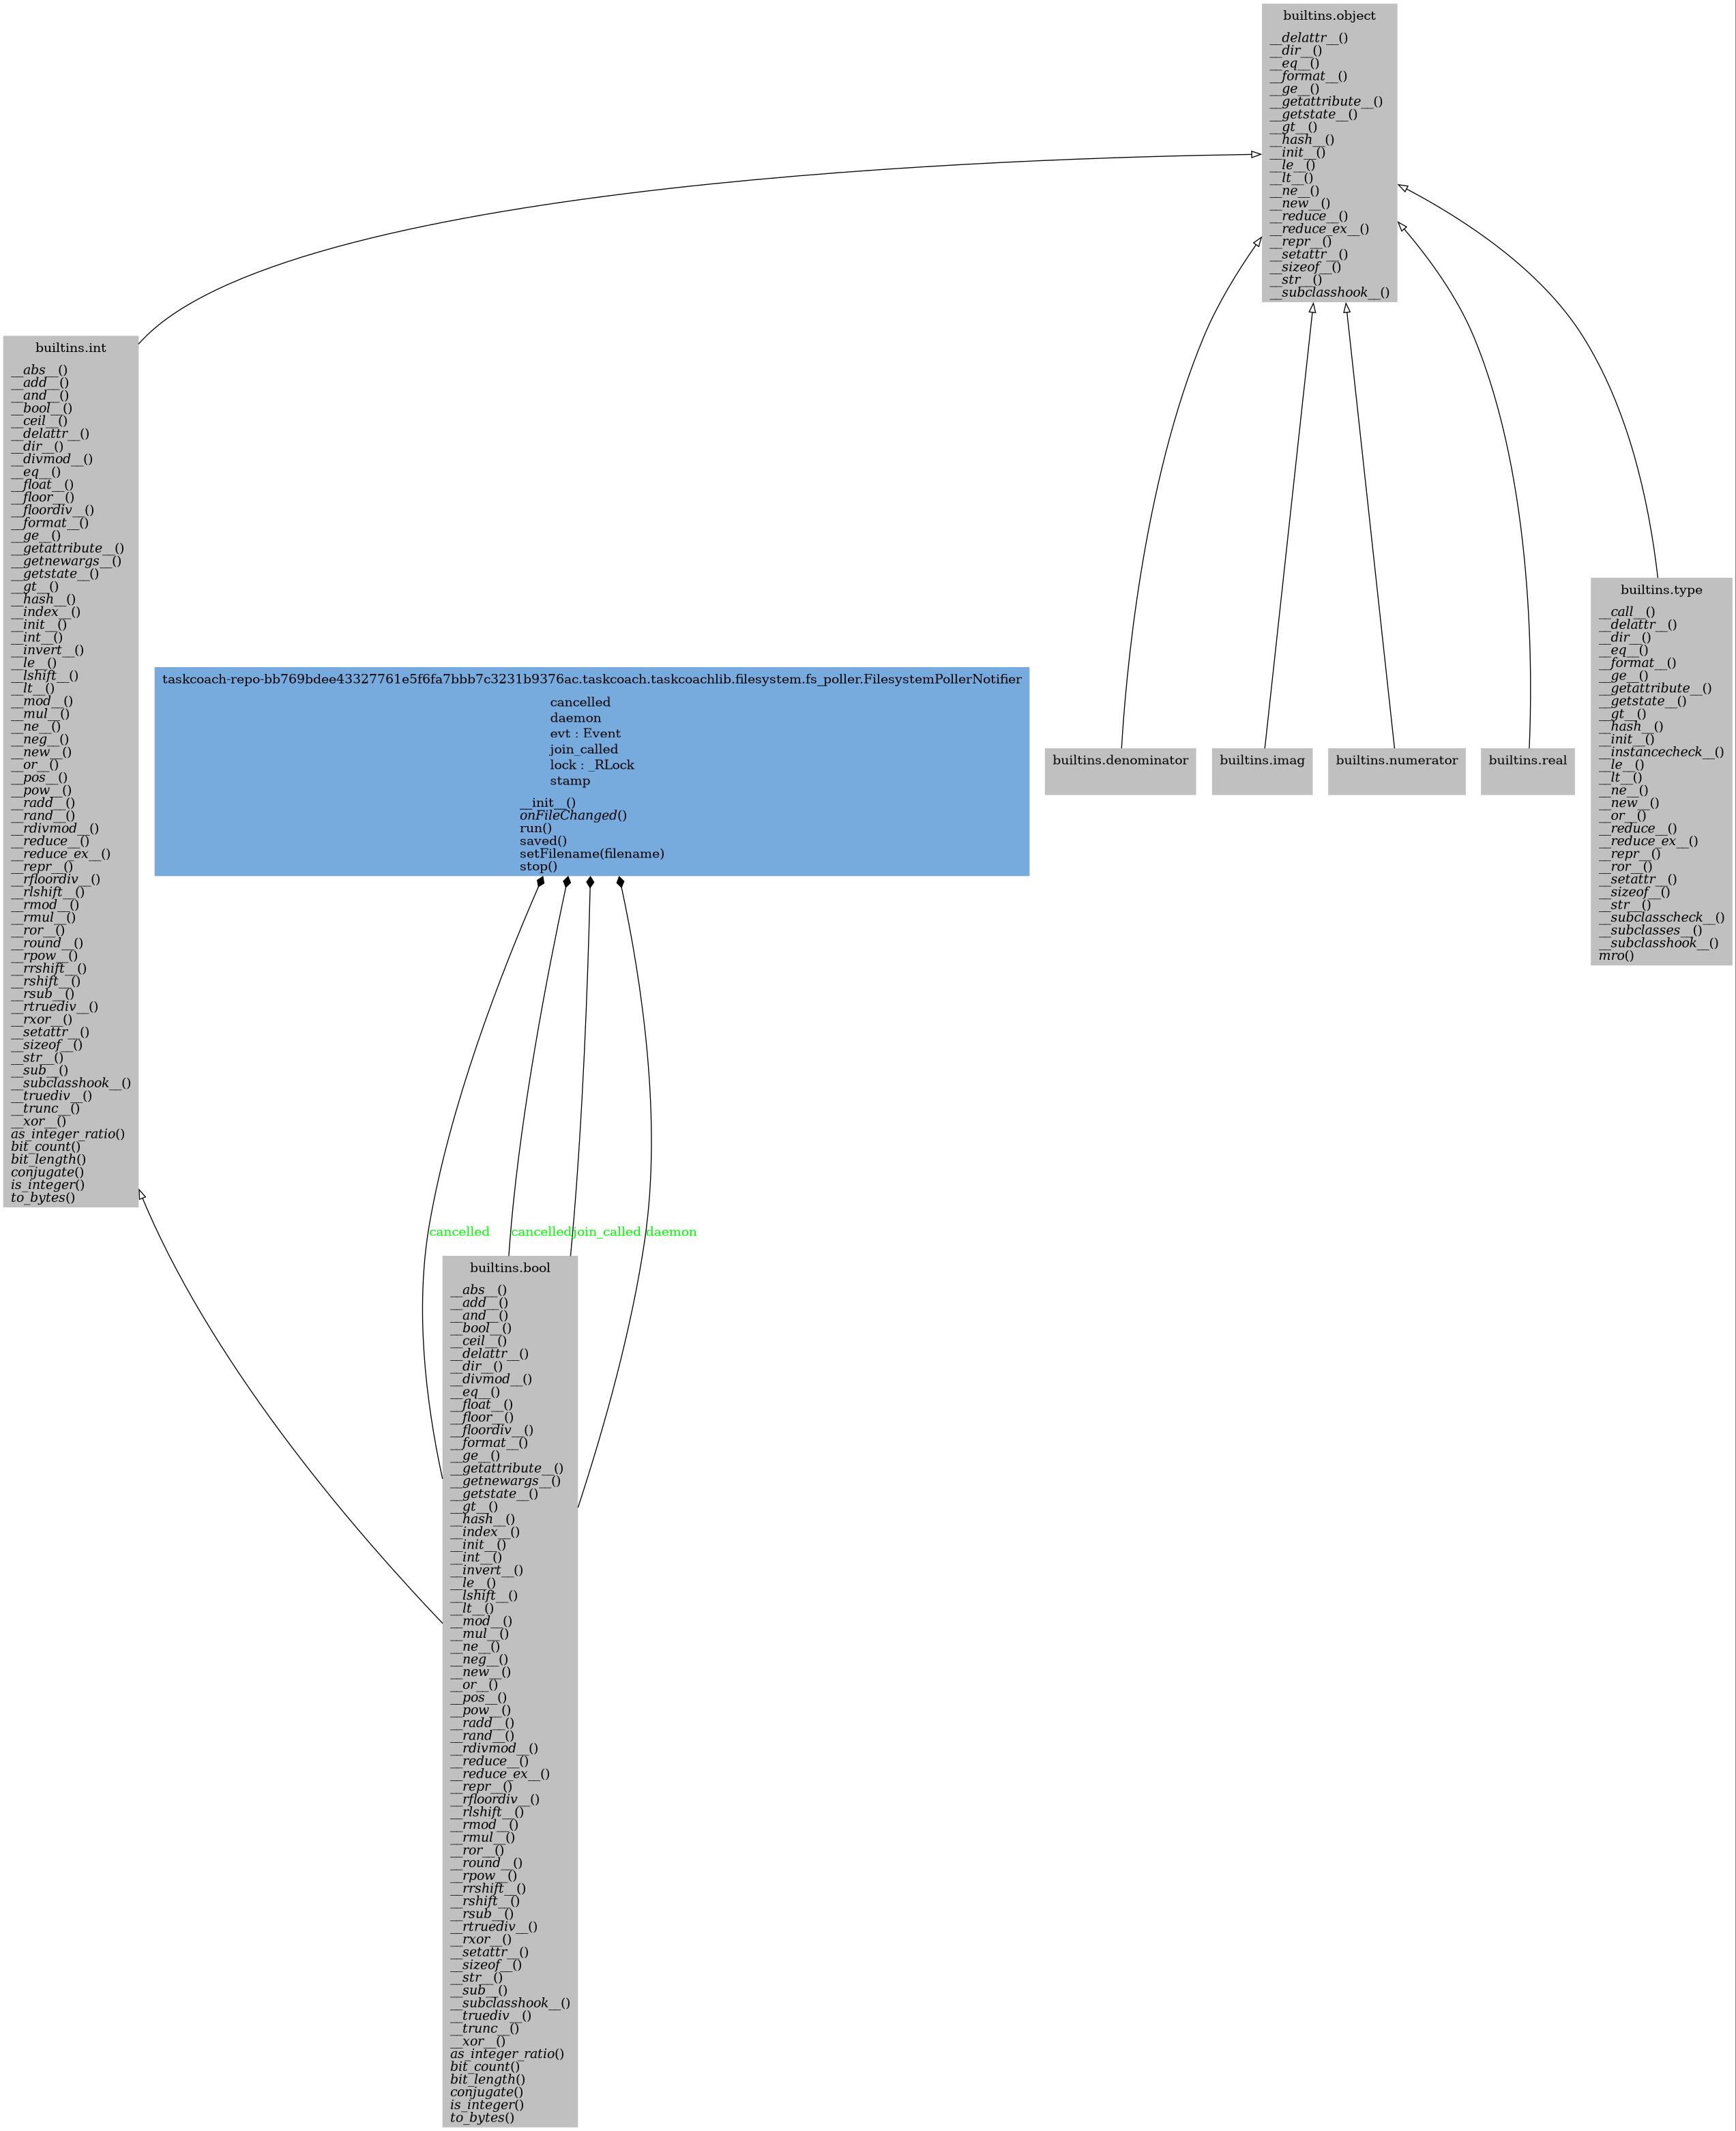 builtins.object
__delattr__()
__dir__()
__eq__()
__format__()
__ge__()
__getattribute__()
__getstate__()
__gt__()
__hash__()
__init__()
__le__()
__lt__()
__ne__()
__new__()
__reduce__()
__reduce_ex__()
__repr__()
__setattr__()
__sizeof__()
__str__()
__subclasshook__()
builtins.int
__abs__()
__add__()
__and__()
__bool__()
__ceil__()
__delattr__()
__dir__()
__divmod__()
__eq__()
__float__()
__floor__()
__floordiv__()
__format__()
__ge__()
__getattribute__()
__getnewargs__()
__getstate__()
__gt__()
__hash__()
__index__()
__init__()
__int__()
__invert__()
__le__()
__lshift__()
__lt__()
__mod__()
__mul__()
__ne__()
__neg__()
__new__()
__or__()
__pos__()
__pow__()
__radd__()
__rand__()
__rdivmod__()
__reduce__()
__reduce_ex__()
__repr__()
__rfloordiv__()
__rlshift__()
__rmod__()
__rmul__()
__ror__()
__round__()
__rpow__()
__rrshift__()
__rshift__()
__rsub__()
__rtruediv__()
__rxor__()
__setattr__()
__sizeof__()
__str__()
__sub__()
__subclasshook__()
__truediv__()
__trunc__()
__xor__()
as_integer_ratio()
bit_count()
bit_length()
conjugate()
is_integer()
to_bytes()
taskcoach-repo-bb769bdee43327761e5f6fa7bbb7c3231b9376ac.taskcoach.taskcoachlib.filesystem.fs_poller.FilesystemPollerNotifier
cancelled
daemon
evt : Event
join_called
lock : _RLock
stamp
__init__()
onFileChanged()
run()
saved()
setFilename(filename)
stop()
builtins.denominator
builtins.imag
builtins.numerator
builtins.real
builtins.type
__call__()
__delattr__()
__dir__()
__eq__()
__format__()
__ge__()
__getattribute__()
__getstate__()
__gt__()
__hash__()
__init__()
__instancecheck__()
__le__()
__lt__()
__ne__()
__new__()
__or__()
__reduce__()
__reduce_ex__()
__repr__()
__ror__()
__setattr__()
__sizeof__()
__str__()
__subclasscheck__()
__subclasses__()
__subclasshook__()
mro()
cancelled
cancelled
join_called
daemon
builtins.bool
__abs__()
__add__()
__and__()
__bool__()
__ceil__()
__delattr__()
__dir__()
__divmod__()
__eq__()
__float__()
__floor__()
__floordiv__()
__format__()
__ge__()
__getattribute__()
__getnewargs__()
__getstate__()
__gt__()
__hash__()
__index__()
__init__()
__int__()
__invert__()
__le__()
__lshift__()
__lt__()
__mod__()
__mul__()
__ne__()
__neg__()
__new__()
__or__()
__pos__()
__pow__()
__radd__()
__rand__()
__rdivmod__()
__reduce__()
__reduce_ex__()
__repr__()
__rfloordiv__()
__rlshift__()
__rmod__()
__rmul__()
__ror__()
__round__()
__rpow__()
__rrshift__()
__rshift__()
__rsub__()
__rtruediv__()
__rxor__()
__setattr__()
__sizeof__()
__str__()
__sub__()
__subclasshook__()
__truediv__()
__trunc__()
__xor__()
as_integer_ratio()
bit_count()
bit_length()
conjugate()
is_integer()
to_bytes()